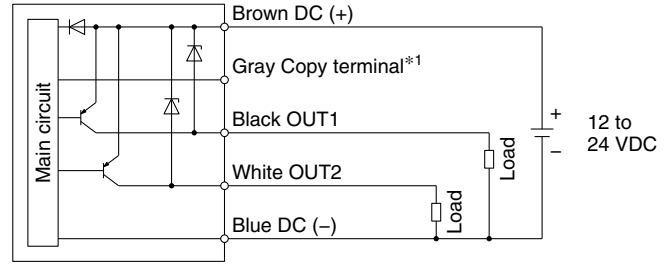 Brown DC (+)
Gray Copy terminal*1
Black OUT1
White OUT2
Blue DC (−)
Main circuit
Load
Load
+
−
12 to
24 VDC